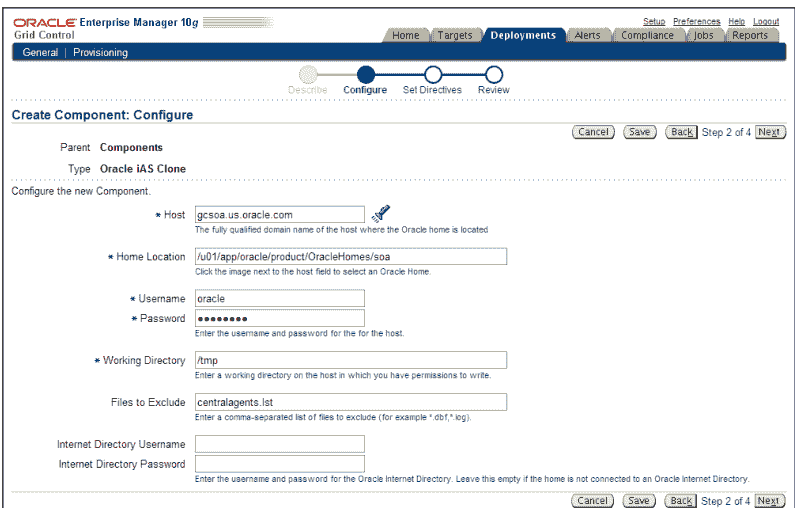 ORACLE Enterprise Manager 10g
Grid Control
Setup Preferences Help Logout
Home Targets Deployments Alerts Compliance Jobs Reports
General | Provisioning
Describe Configure Set Directives Review
Create Component: Configure
Cancel Save Back Step 2 of 4 Next
Parent Components
Type Oracle iAS Clone
Configure the new Component.
* Host gcsoa.us.oracle.com
The fully qualified domain name of the host where the Oracle home is located
* Home Location /u01/app/oracle/product/OracleHomes/soa
Click the image next to the host field to select an Oracle Home.
* Username oracle
* Password ••••••••
Enter the username and password for the for the host.
* Working Directory /tmp
Enter a working directory on the host in which you have permissions to write.
Files to Exclude centralagents.lst
Enter a comma-separated list of files to exclude (for example *.dbf,*.log).
Internet Directory Username
Internet Directory Password
Enter the username and password for the Oracle Internet Directory. Leave this empty if the home is not connected to an Oracle Internet Directory.
Cancel Save Back Step 2 of 4 Next